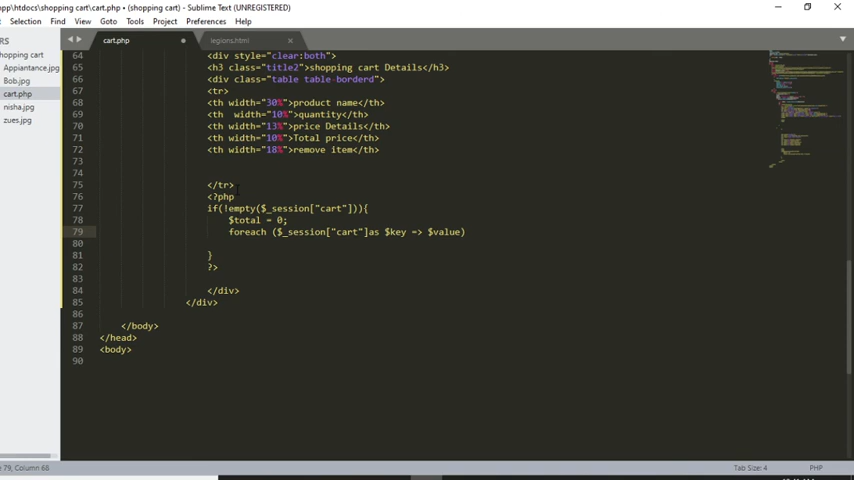 opp\htdocs\shopping cart\cart.php • (shopping cart) - Sublime Text (UNREGISTERED)
Selection Find View Goto Tools Project Preferences Help
RS
hopping cart
Appiantance.jpg
Bob.jpg
cart.php
nisha.jpg
zues.jpg
cart.php legions.html
64 <div style="clear:both">
65 <h3 class="title2">shopping cart Details</h3>
66 <div class="table table-borderd">
67 <tr>
68 <th width="30%">product name</th>
69 <th  width="10%">quantity</th>
70 <th width="13%">price Details</th>
71 <th width="10%">Total price</th>
72 <th width="18%">remove item</th>
73
74
75 </tr>
76 <?php
77 if(!empty($_session["cart"])){
78 $total = 0;
79 foreach ($_session["cart"]as $key => $value)
80
81 }
82 ?>
83
84 </div>
85 </div>
86
87 </body>
88 </head>
89 <body>
90
79, Column 68 Tab Size: 4 PHP